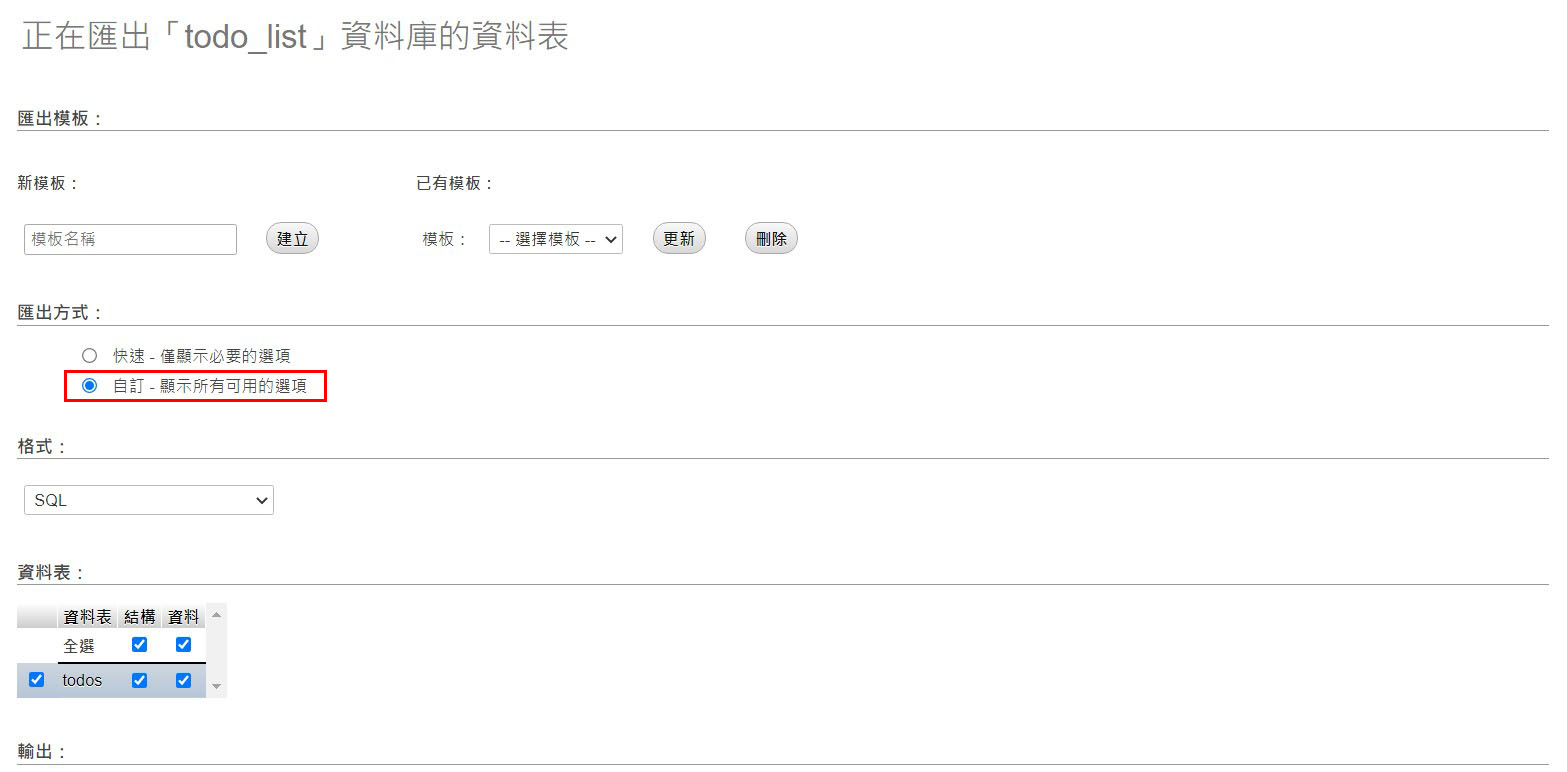 正在匯出「todo_list」資料庫的資料表
匯出模板：
新模板： 已有模板：
模板名稱 建立 模板： -- 選擇模板 -- 更新 刪除
匯出方式：
快速 - 僅顯示必要的選項
自訂 - 顯示所有可用的選項
格式：
SQL
資料表：
資料表 結構 資料
全選
todos
輸出：